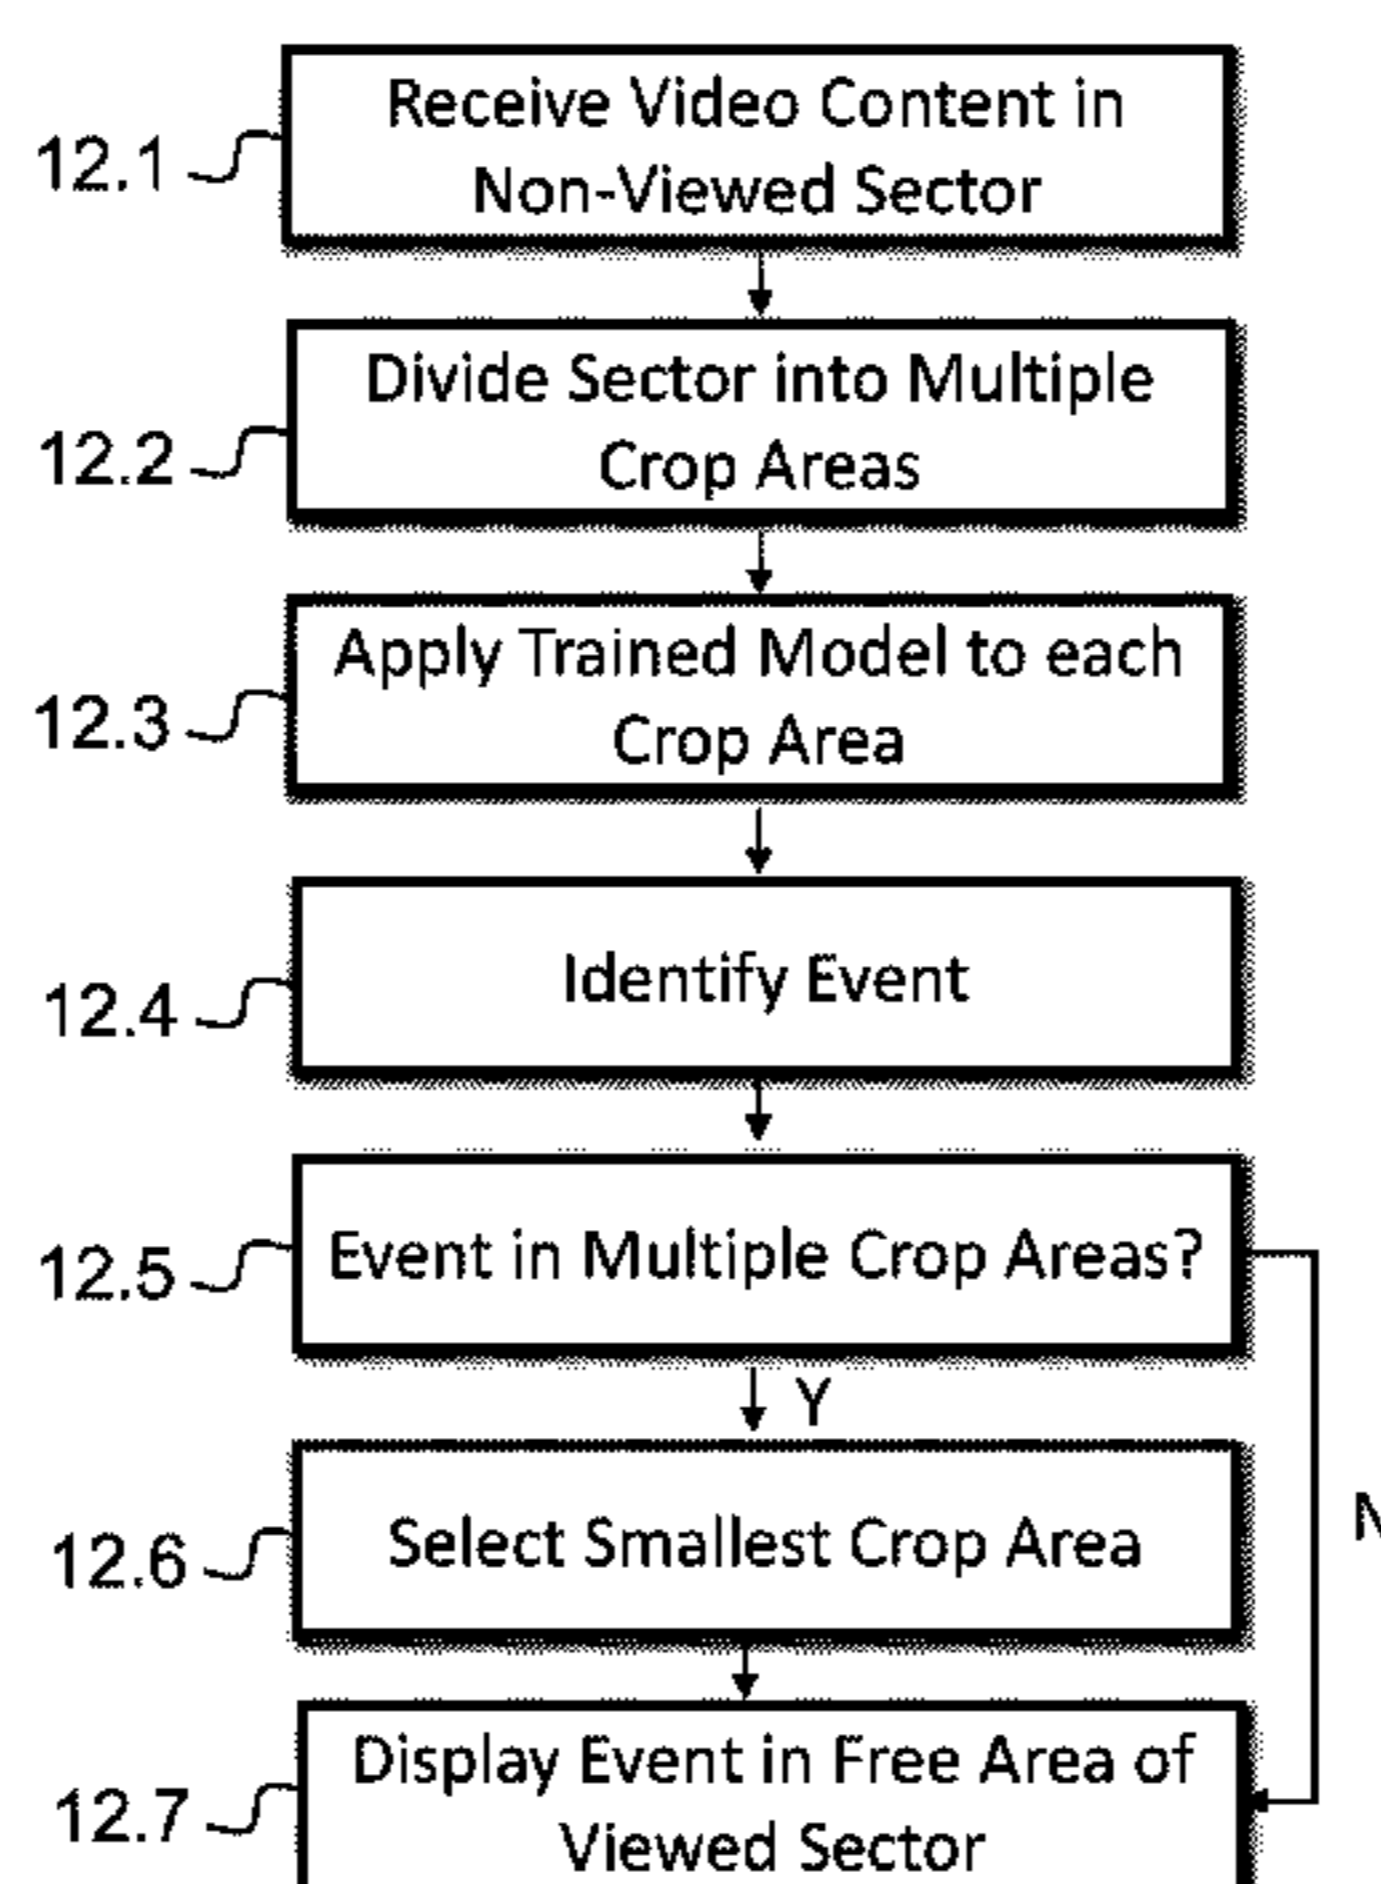 Receive Video Content in
Non-Viewed Sector
12.1
Divide Sector into Multiple
Crop Areas
12.2
Apply Trained Model to each
Crop Area
12.3
Identify Event
12.4
Event in Multiple Crop Areas?
12.5
Y
Select Smallest Crop Area
12.6
Display Event in Free Area of
Viewed Sector
12.7